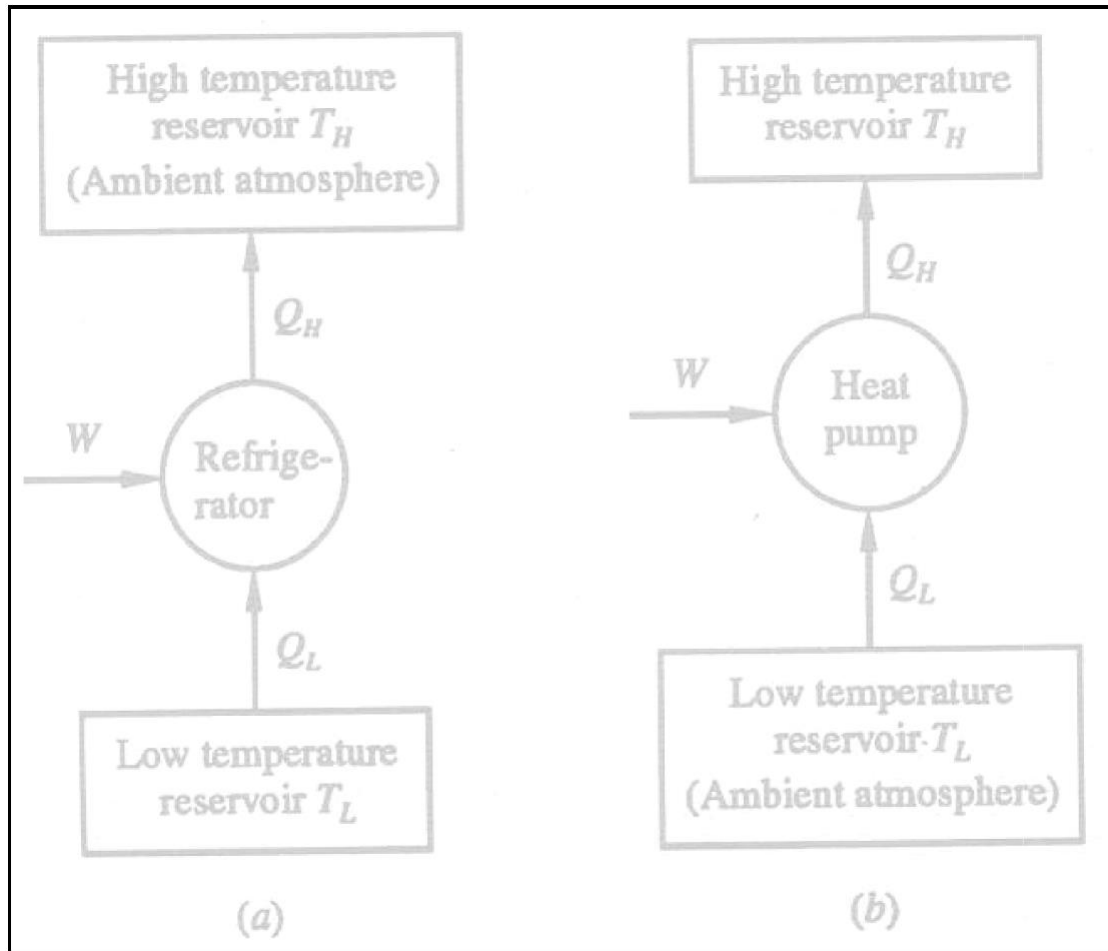 High temperature
reservoir T_H
(Ambient atmosphere)
Q_H
W
Refrige-
rator
Q_L
Low temperature
reservoir T_L
(a)
High temperature
reservoir T_H
Q_H
W
Heat
pump
Q_L
Low temperature
reservoir T_L
(Ambient atmosphere)
(b)